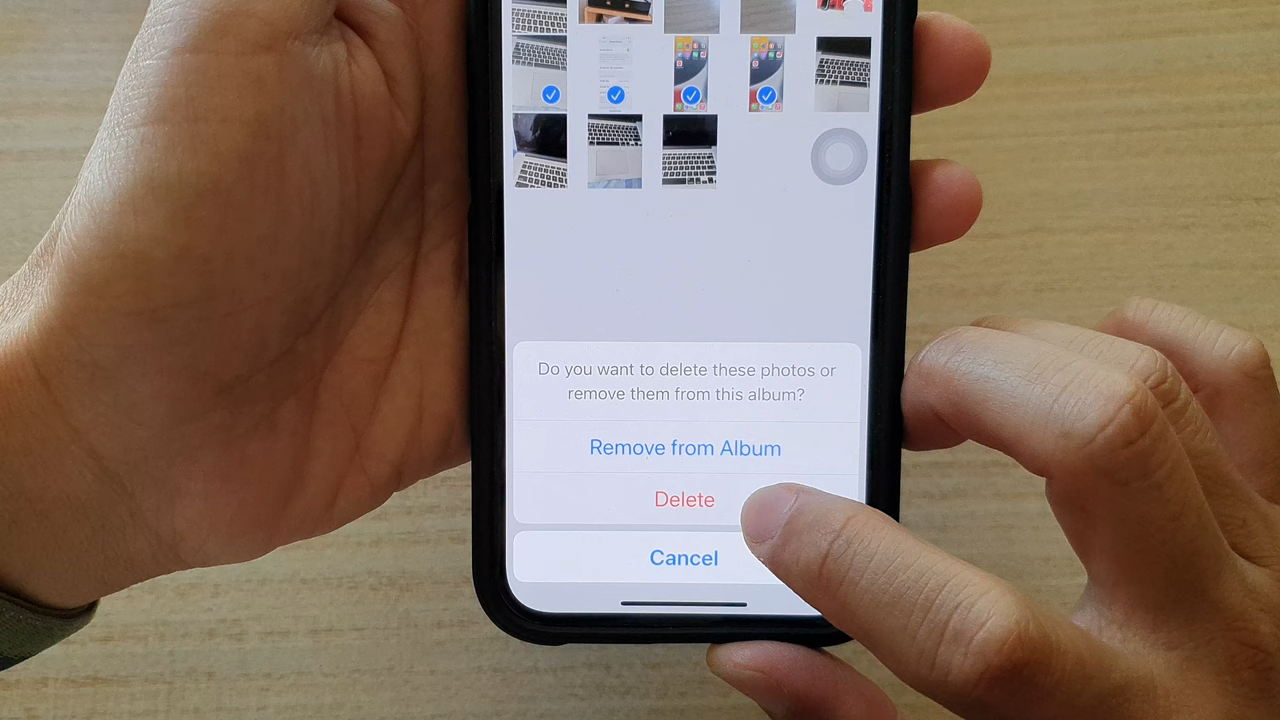 Do you want to delete these photos or
remove them from this album?
Remove from Album
Delete
Cancel